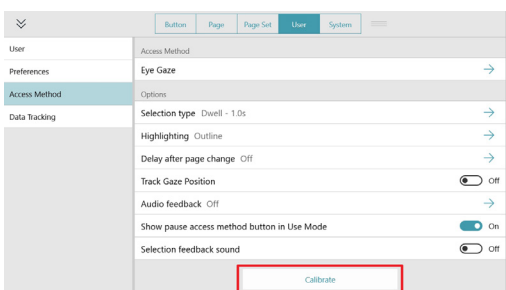 Button Page Page Set User System
User
Preferences
Access Method
Data Tracking
Access Method
Eye Gaze
Options
Selection type Dwell - 1.0s
Highlighting Outline
Delay after page change Off
Track Gaze Position Off
Audio feedback Off
Show pause access method button in Use Mode On
Selection feedback sound Off
Calibrate